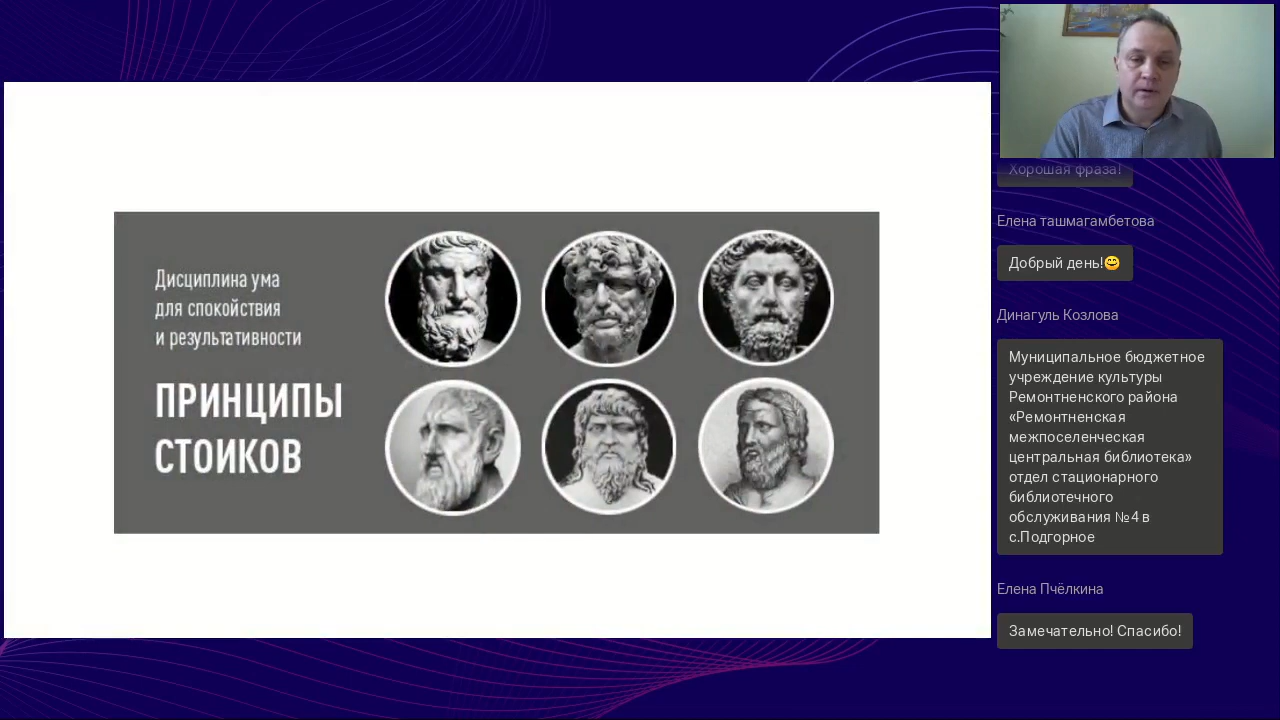 Дисциплина ума
для спокойствия
и результативности
ПРИНЦИПЫ
СТОИКОВ
Хорошая фраза!
Елена ташмагамбетова
Добрый день!😄
Динагуль Козлова
Муниципальное бюджетное
учреждение культуры
Ремонтненского района
«Ремонтненская
межпоселенческая
центральная библиотека»
отдел стационарного
библиотечного
обслуживания №4 в
с.Подгорное
Елена Пчёлкина
Замечательно! Спасибо!